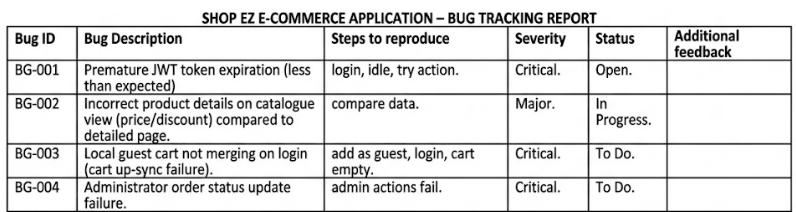 SHOP EZ E-COMMERCE APPLICATION – BUG TRACKING REPORT
Bug ID Bug Description Steps to reproduce Severity Status Additional feedback
BG-001 Premature JWT token expiration (less than expected) login, idle, try action. Critical. Open.
BG-002 Incorrect product details on catalogue view (price/discount) compared to detailed page. compare data. Major. In Progress.
BG-003 Local guest cart not merging on login (cart up-sync failure). add as guest, login, cart empty. Critical. To Do.
BG-004 Administrator order status update failure. admin actions fail. Critical. To Do.